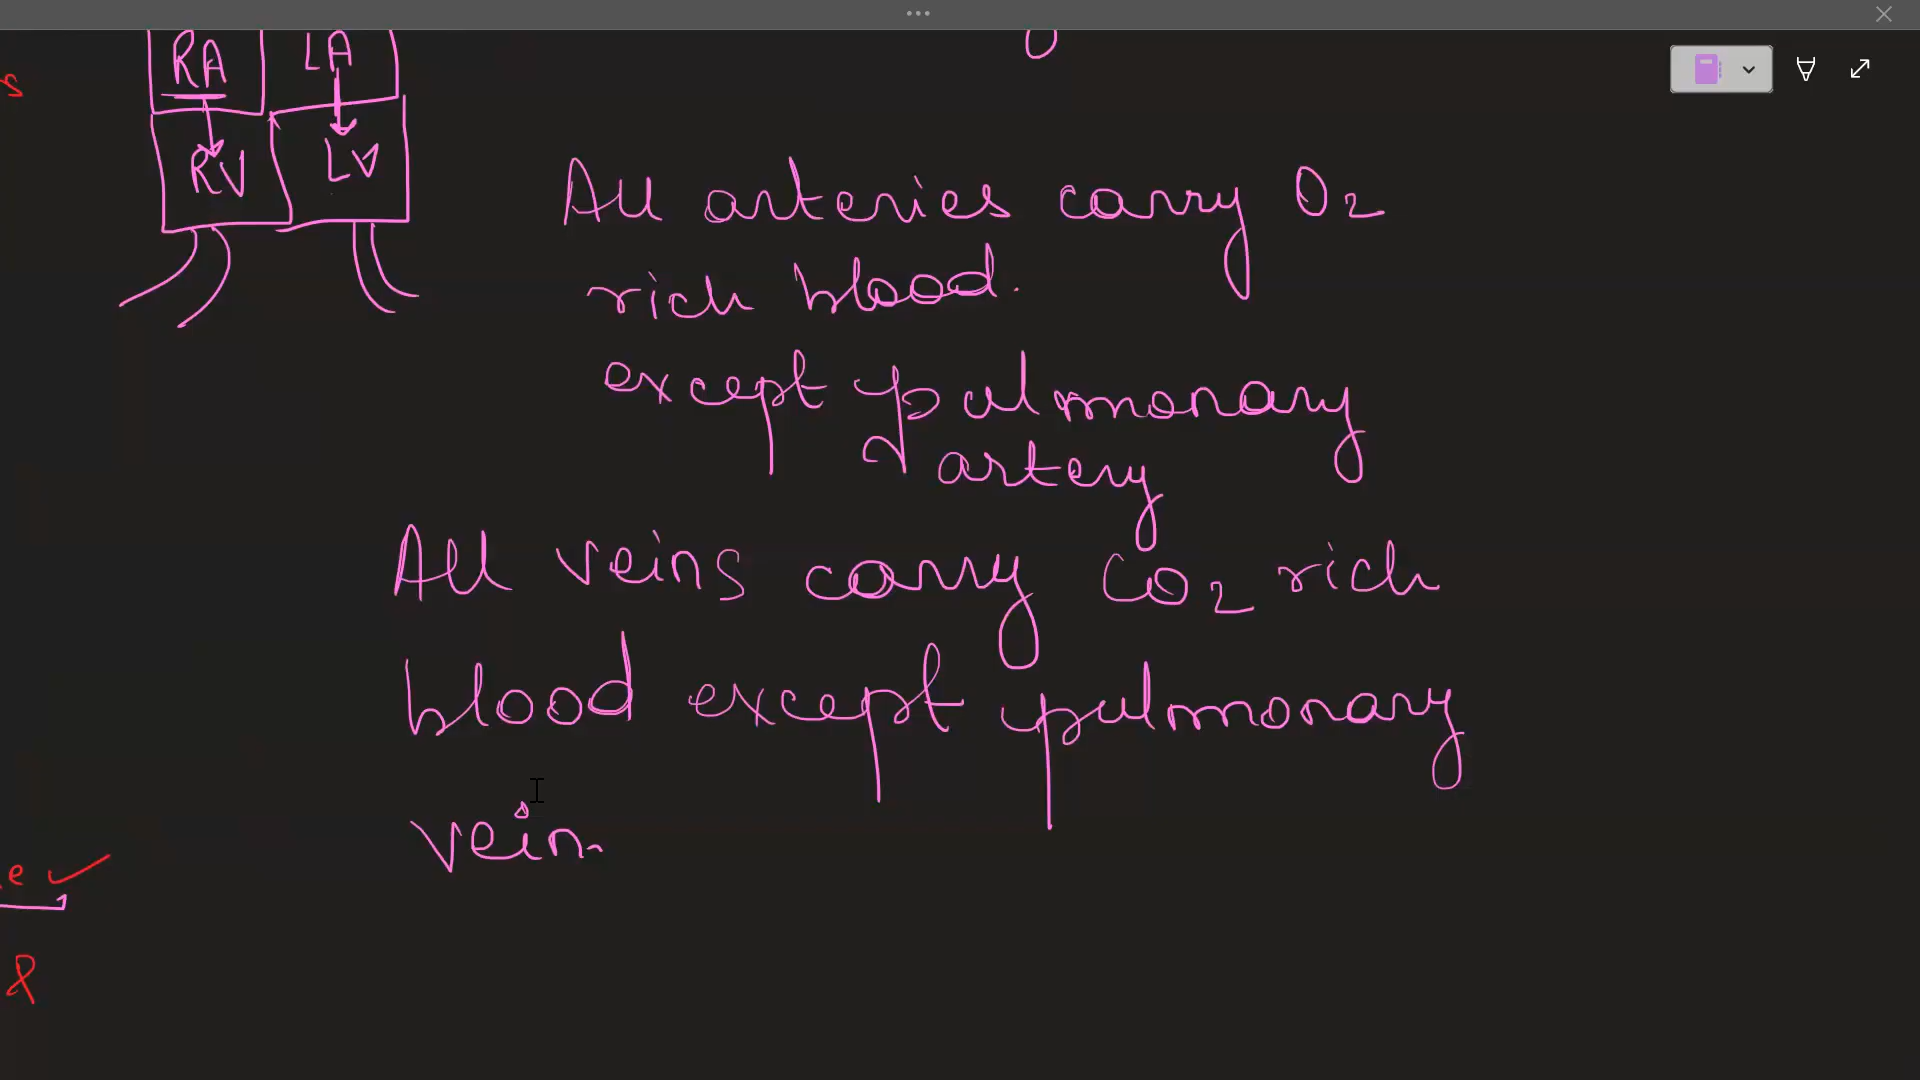 s
RA LA
RV LV
All arteries carry O2
rich blood.
except pulmonary
artery
All veins carry CO2 rich
blood except pulmonary
vein.
e ✓
&